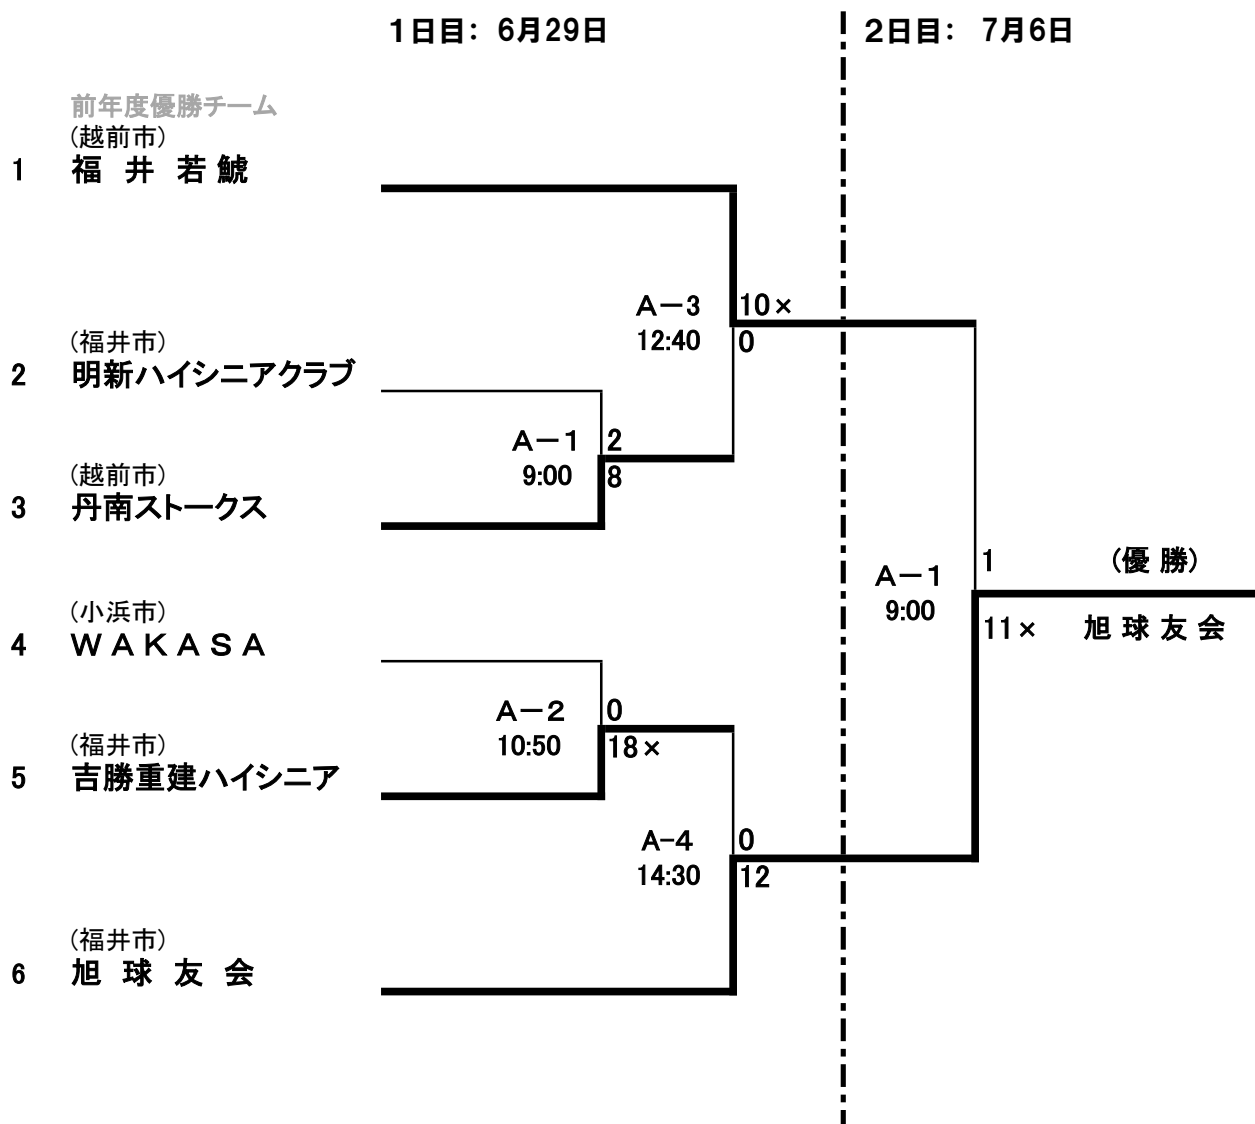 1日目： 6月29日
2日目： 7月6日
前年度優勝チーム
(越前市)
1 福 井 若 鯱
A－3 10×
12:40 0
(福井市)
2 明新ハイシニアクラブ
A－1 2
9:00 8
(越前市)
3 丹南ストークス
1 (優 勝)
A－1
9:00
11× 旭 球 友 会
(小浜市)
4 ＷＡＫＡＳＡ
A－2 0
10:50 18×
(福井市)
5 吉勝重建ハイシニア
A-4 0
14:30 12
(福井市)
6 旭 球 友 会